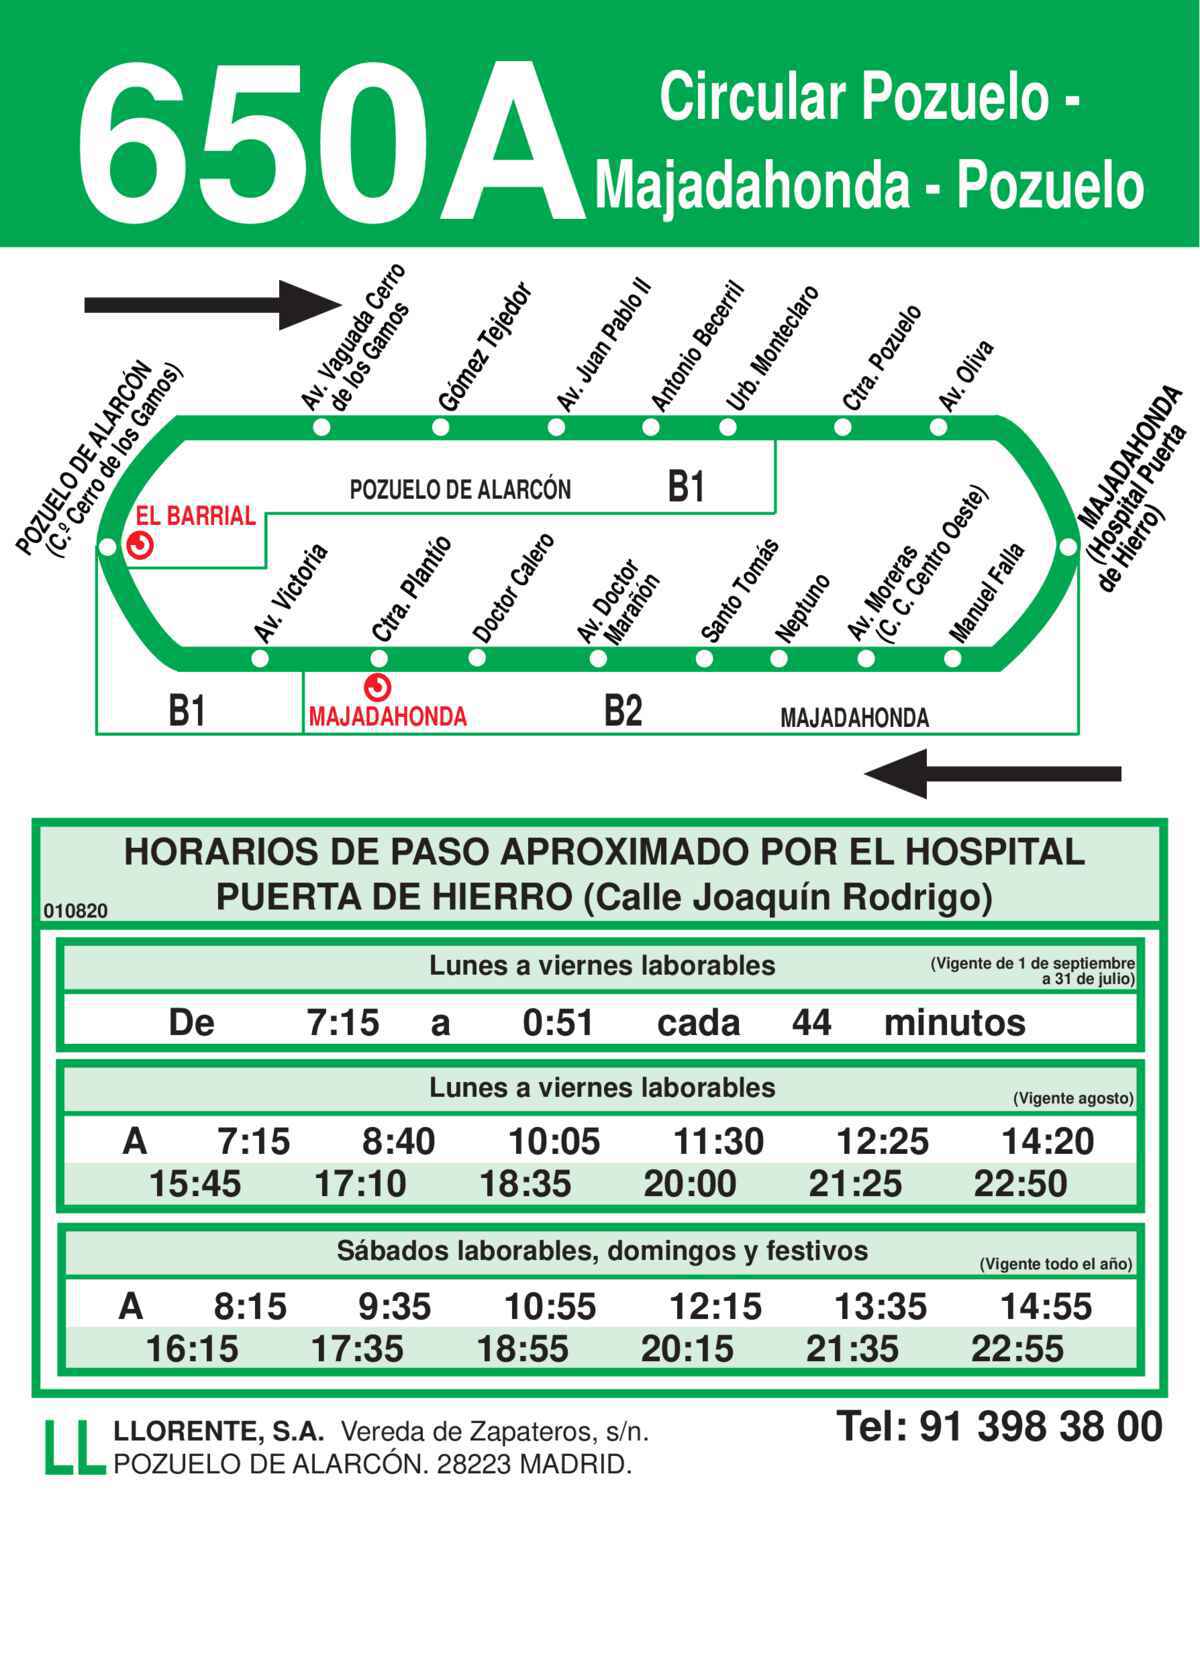 650A
Circular Pozuelo -
Majadahonda - Pozuelo
POZUELO DE ALARCÓN
(C.º Cerro de los Gamos)
Av. Vaguada Cerro
de los Gamos
Gómez Tejedor
Av. Juan Pablo II
Antonio Becerril
Urb. Monteclaro
Ctra. Pozuelo
Av. Oliva
MAJADAHONDA
(Hospital Puerta
de Hierro)
POZUELO DE ALARCÓN
B1
EL BARRIAL
Av. Victoria
Ctra. Plantío
Doctor Calero
Av. Doctor
Marañón
Santo Tomás
Neptuno
Av. Moreras
(C. C. Centro Oeste)
Manuel Falla
B1
MAJADAHONDA
B2
MAJADAHONDA
HORARIOS DE PASO APROXIMADO POR EL HOSPITAL
PUERTA DE HIERRO (Calle Joaquín Rodrigo)
010820
Lunes a viernes laborables
(Vigente de 1 de septiembre
a 31 de julio)
De 7:15 a 0:51 cada 44 minutos
Lunes a viernes laborables
(Vigente agosto)
A 7:15 8:40 10:05 11:30 12:25 14:20
15:45 17:10 18:35 20:00 21:25 22:50
Sábados laborables, domingos y festivos
(Vigente todo el año)
A 8:15 9:35 10:55 12:15 13:35 14:55
16:15 17:35 18:55 20:15 21:35 22:55
LL
LLORENTE, S.A. Vereda de Zapateros, s/n.
POZUELO DE ALARCÓN. 28223 MADRID.
Tel: 91 398 38 00